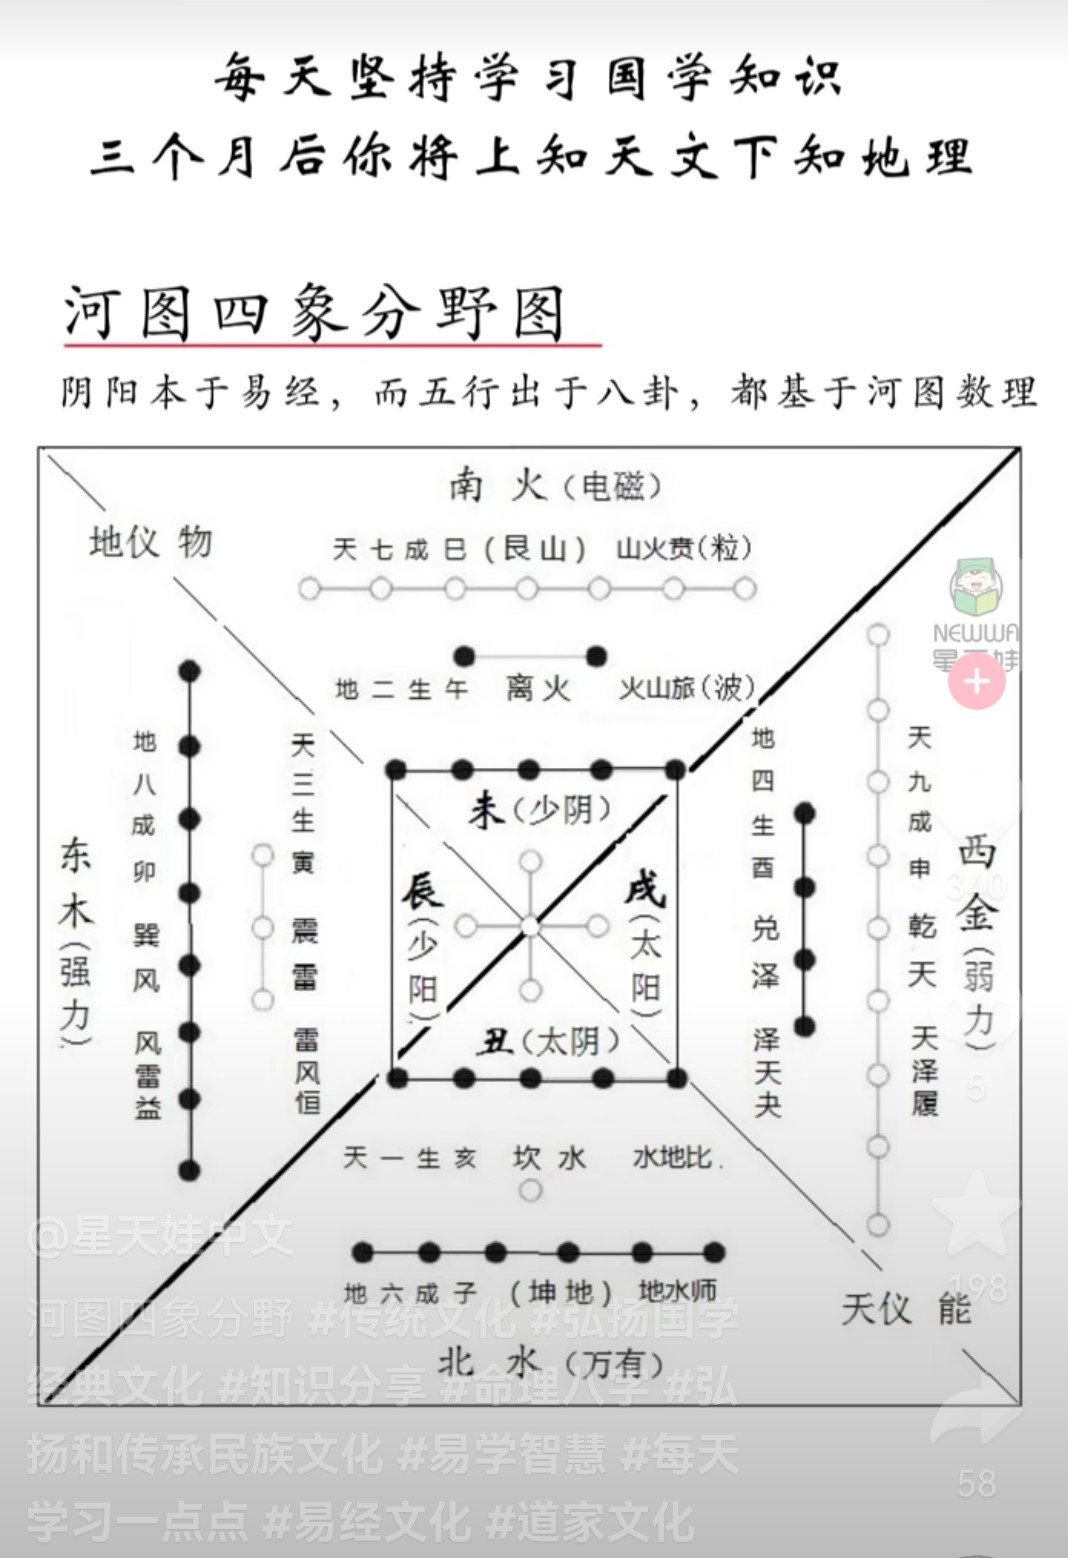 每天坚持学习国学知识
三个月后你将上知天文下知地理
河图四象分野图
阴阳本于易经，而五行出于八卦，都基于河图数理
南 火（电磁）
地仪 物
天七成巳（艮山） 山火贲（粒）
地二生午 离火 火山旅（波）
NEWWA
东木（强力）
地八成卯 巽风 风雷益
天三生寅 震雷 雷风恒
未（少阴）
辰（少阳）
戌（太阳）
丑（太阴）
地四生酉 兑泽 泽天夬
天九成申 乾天 天泽履
西金（弱力）
340
5
天一生亥 坎水 水地比.
地六成子 （坤地） 地水师
北 水（万有）
天仪 能
198
58
@星天娃中文
河图四象分野 #传统文化 #弘扬国学
经典文化 #知识分享 #命理八字 #弘
扬和传承民族文化 #易学智慧 #每天
学习一点点 #易经文化 #道家文化